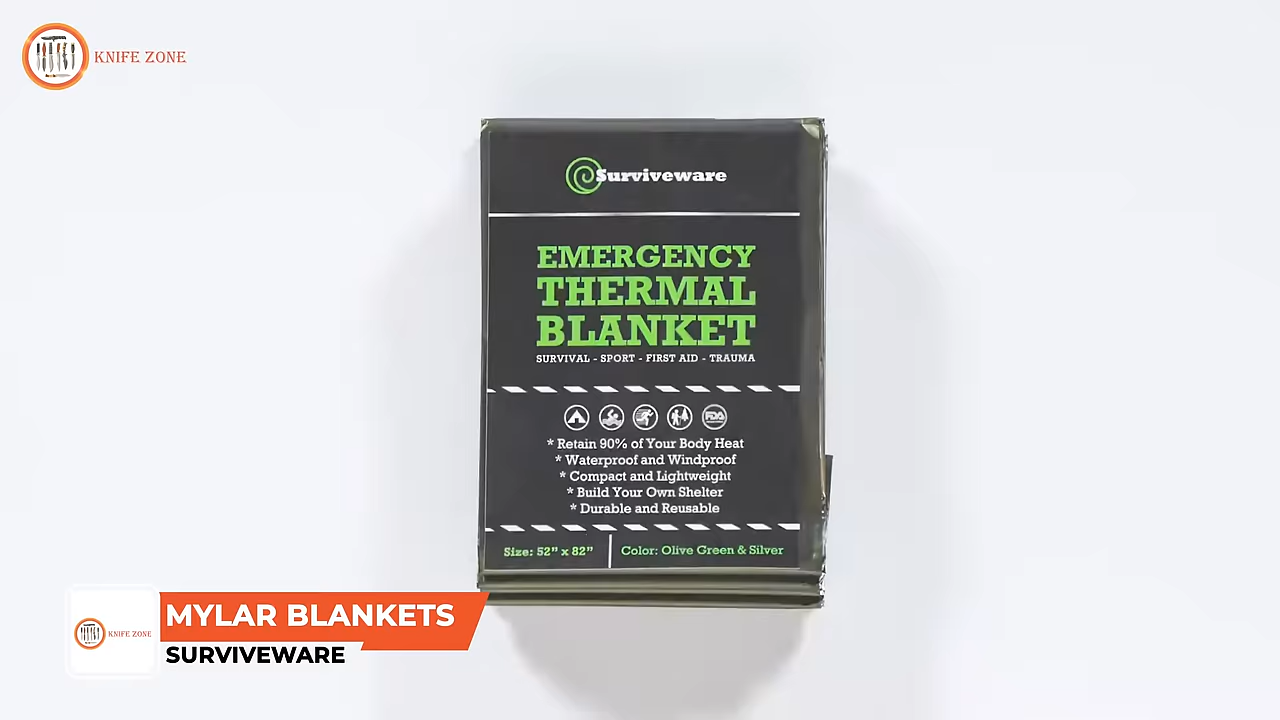 KNIFE ZONE
Surviveware
EMERGENCY
THERMAL
BLANKET
SURVIVAL - SPORT - FIRST AID - TRAUMA
FDA
* Retain 90% of Your Body Heat
* Waterproof and Windproof
* Compact and Lightweight
* Build Your Own Shelter
* Durable and Reusable
Size: 52” x 82”
Color: Olive Green & Silver
KNIFE ZONE
MYLAR BLANKETS
SURVIVEWARE